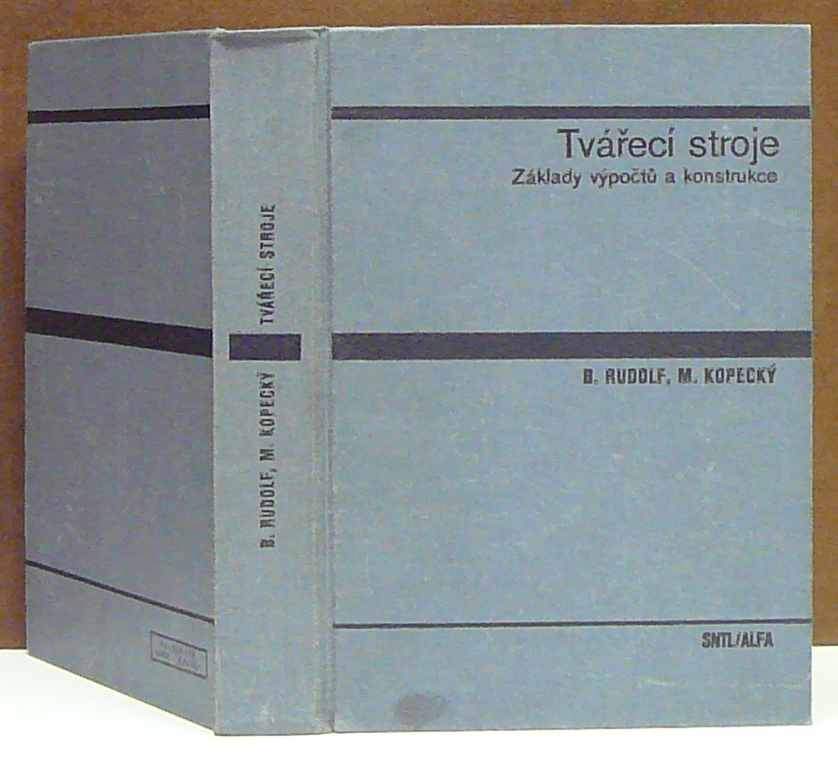 Tvářecí stroje
Základy výpočtů a konstrukce
B. RUDOLF, M. KOPECKÝ
SNTL/ALFA
B. RUDOLF, M. KOPECKÝ TVÁŘECÍ STROJE